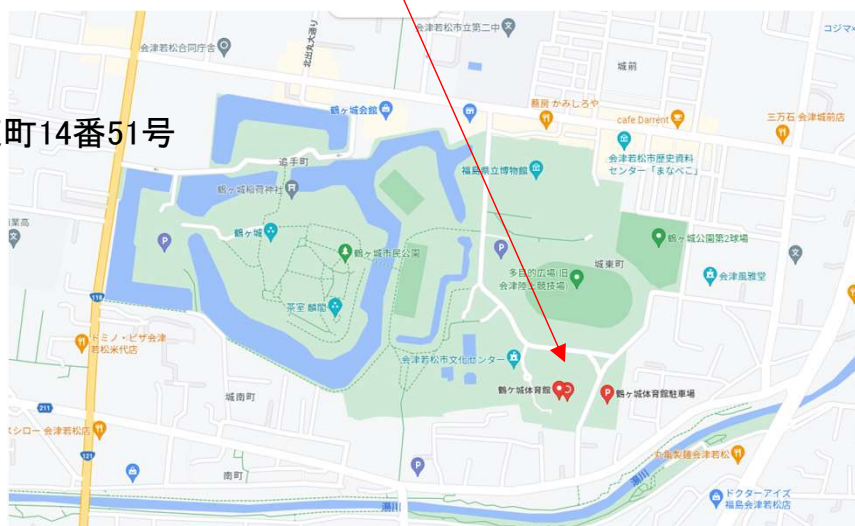 会津若松市立第二中
コジマ×
会津若松合同庁舎
北出丸大通り
城前
鶴ヶ城会館
蕎房 かみしろや
cafe Darrent
三万石 会津城前店
町14番51号
追手町
福島県立博物館
会津若松市歴史資料
センター「まなべこ」
鶴ヶ城稲荷神社
業高
鶴ヶ城
鶴ヶ城市民公園
城東町
鶴ヶ城公園第2球場
多目的広場(旧
会津陸上競技場)
会津風雅堂
118
茶室 麟閣
ドミノ・ピザ会津
若松米代店
会津若松市文化センター
城南町
鶴ヶ城体育館
鶴ヶ城体育館駐車場
211
スシロー 会津若松店
121
南町
丸亀製麺会津若松
湯川
湯川
ドクターアイズ
福島会津若松店